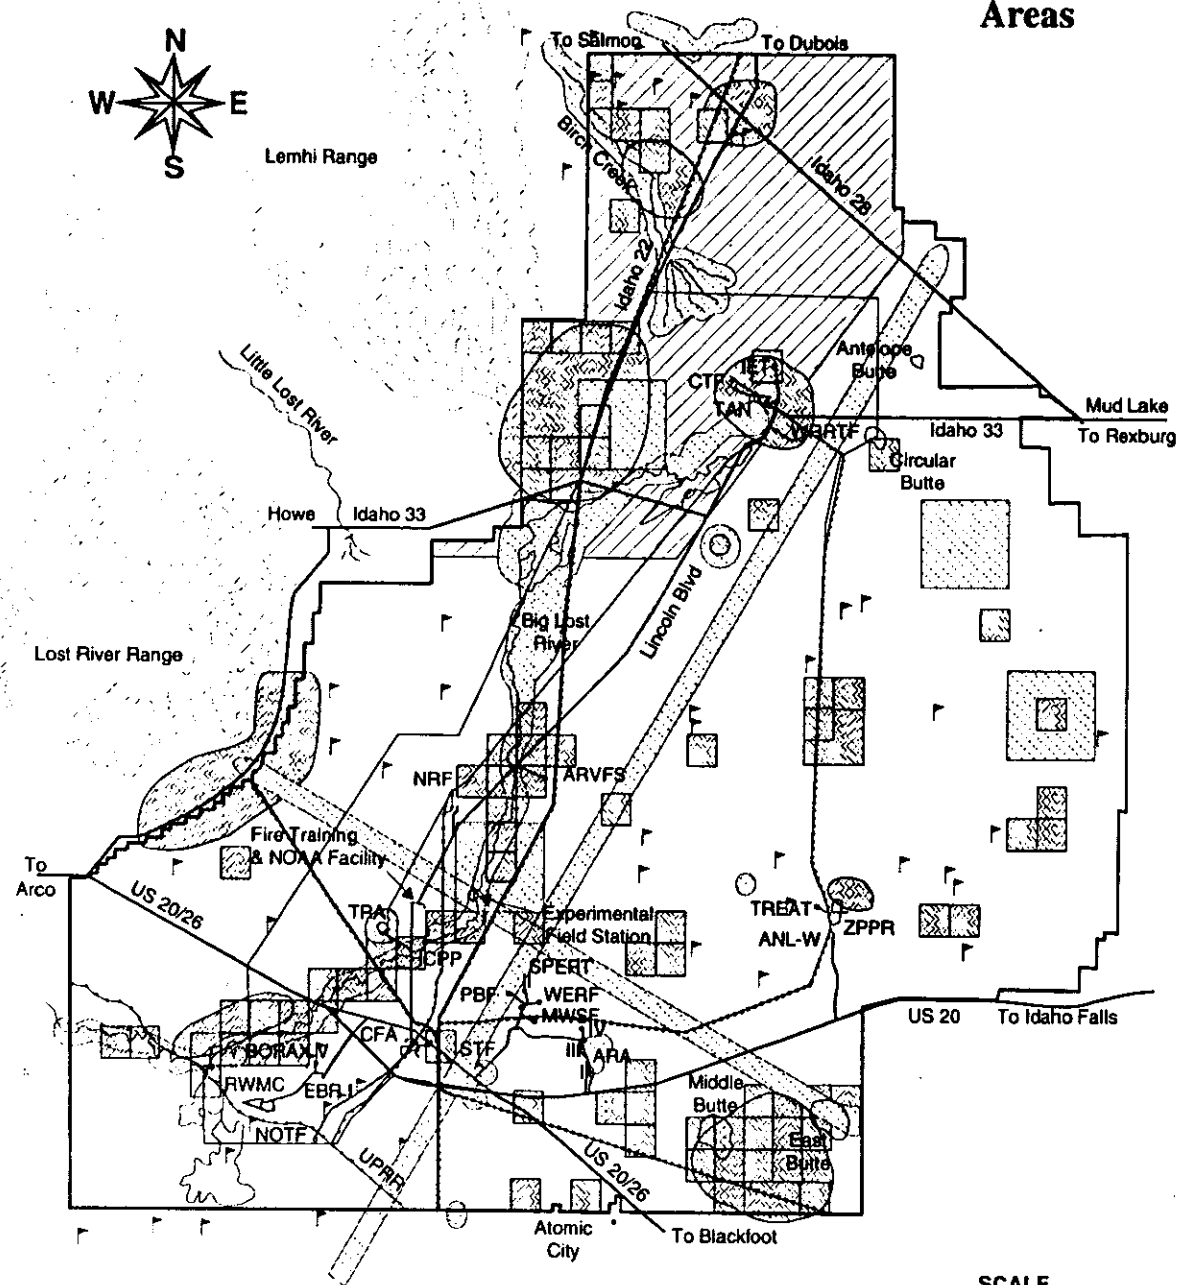 Areas
To Salmon
To Dubois
N
W
E
S
Lemhi Range
Birch Creek
Idaho 28
Idaho 22
Little Lost River
Antelope
Butte
IET
CTF
TAN
WRRTF
Mud Lake
Idaho 33
To Rexburg
Circular
Butte
Howe
Idaho 33
Lincoln Blvd
Big Lost
River
Lost River Range
NRF
ARVFS
Fire Training
& NOAA Facility
To
Arco
US 20/26
TRA
Experimental
Field Station
TREAT
ZPPR
ANL-W
ICPP
SPERT
PBF
WERF
MWSF
IV
US 20
To Idaho Falls
CFA
STF
III
ARA
II
I
BORAX I-V
RWMC
EBR-I
Middle
Butte
NOTF
East
Butte
UPRR
US 20/26
Atomic
City
To Blackfoot
SCALE